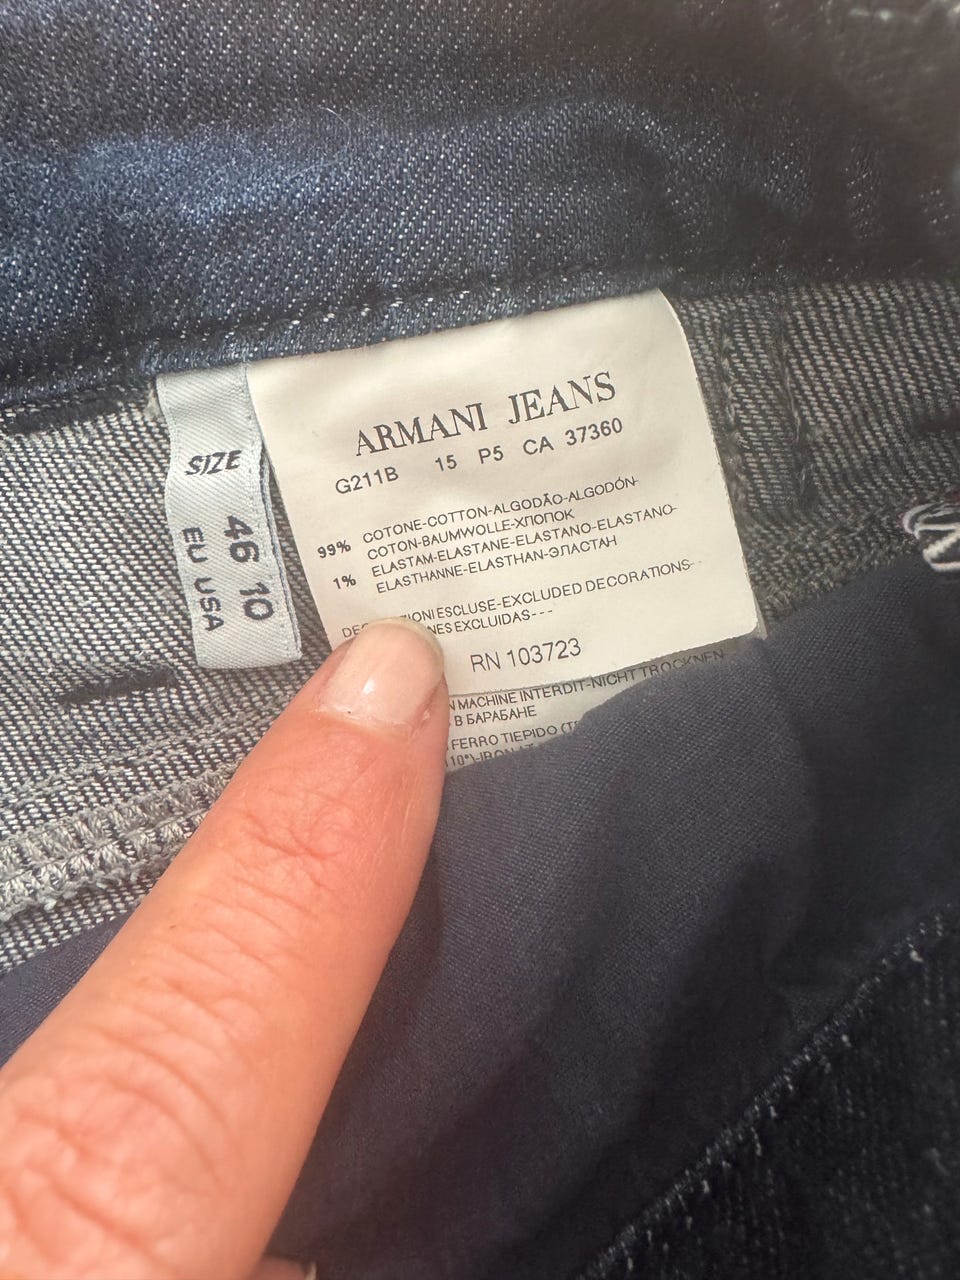 SIZE
46 10
EU USA
ARMANI JEANS
G211B 15 P5 CA 37360
99% COTONE-COTTON-ALGODÃO-ALGODÓN-
COTON-BAUMWOLLE-ХЛОПОК
1% ELASTAM-ELASTANE-ELASTANO-ELASTANO-
ELASTHANNE-ELASTHAN-ЭЛАСТАН
ESCLUSE-EXCLUDED DECORATIONS-
EXCLUIDAS---
RN 103723
MACHINE INTERDIT-NICHT TROCKNEN
В БАРАБАНЕ
FERRO TIEPIDO